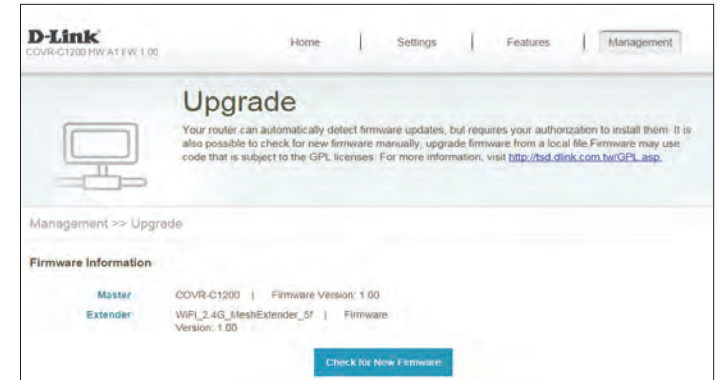 D-Link
COVR-C1200 HW:A1 FW:1.00
Home | Settings | Features | Management
Upgrade
Your router can automatically detect firmware updates, but requires your authorization to install them. It is
also possible to check for new firmware manually, upgrade firmware from a local file.Firmware may use
code that is subject to the GPL licenses. For more information, visit http://tsd.dlink.com.tw/GPL.asp.
Management >> Upgrade
Firmware Information
Master COVR-C1200 | Firmware Version: 1.00
Extender WiFi_2.4G_MeshExtender_5f | Firmware
Version: 1.00
Check for New Firmware